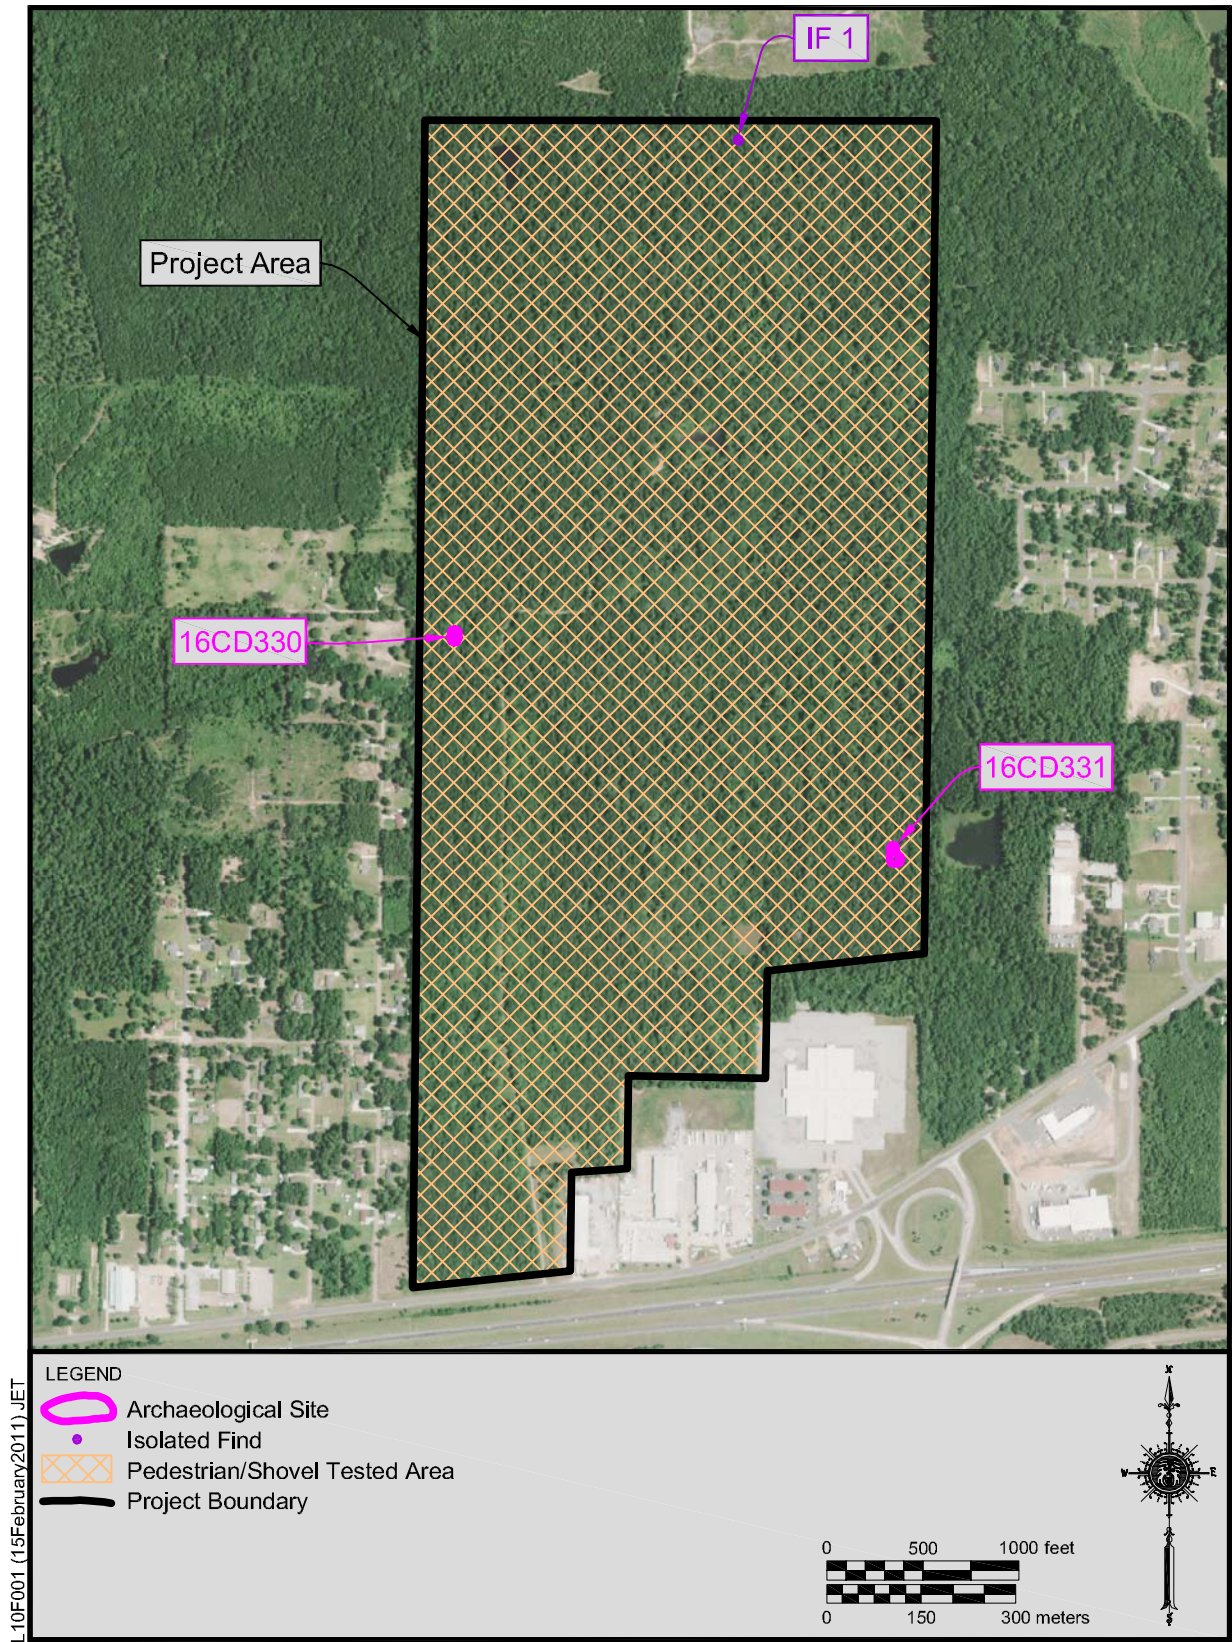 IF 1
Project Area
16CD330
16CD331
LEGEND
Archaeological Site
Isolated Find
Pedestrian/Shovel Tested Area
Project Boundary
N
W E
S
0 500 1000 feet
0 150 300 meters
L10F001 (15February2011) JET